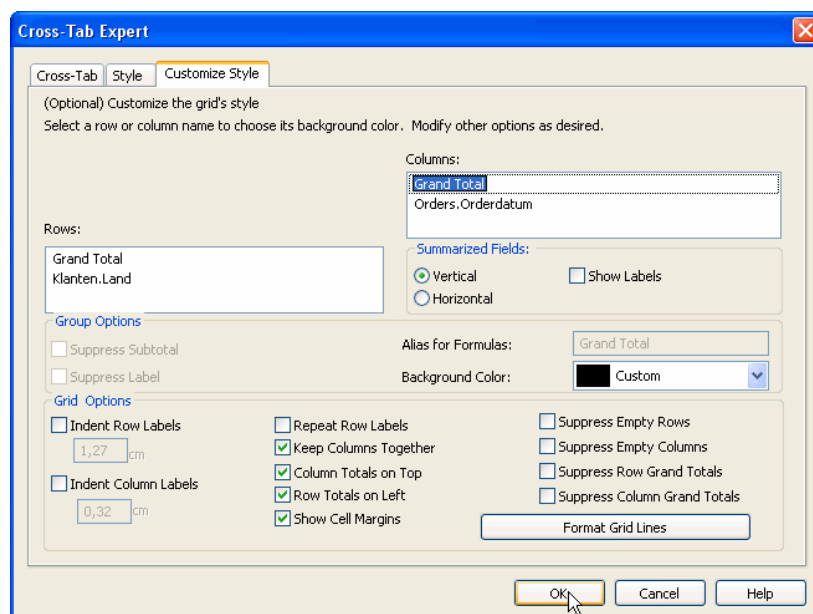 Cross-Tab Expert
Cross-Tab Style Customize Style
(Optional) Customize the grid's style
Select a row or column name to choose its background color. Modify other options as desired.
Columns:
Grand Total
Orders.Orderdatum
Rows:
Grand Total
Klanten.Land
Summarized Fields:
Vertical Show Labels
Horizontal
Group Options
Suppress Subtotal
Suppress Label
Alias for Formulas: Grand Total
Background Color: Custom
Grid Options
Indent Row Labels
1,27 cm
Indent Column Labels
0,32 cm
Repeat Row Labels
Keep Columns Together
Column Totals on Top
Row Totals on Left
Show Cell Margins
Suppress Empty Rows
Suppress Empty Columns
Suppress Row Grand Totals
Suppress Column Grand Totals
Format Grid Lines
OK Cancel Help